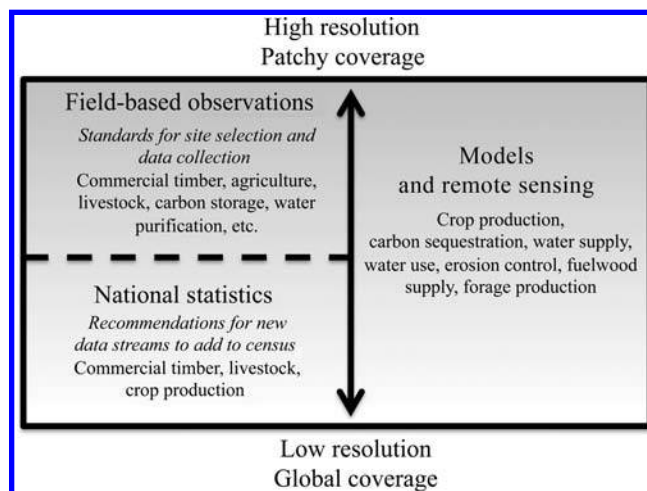 High resolution
Patchy coverage
Field-based observations
Standards for site selection and
data collection
Commercial timber, agriculture,
livestock, carbon storage, water
purification, etc.
National statistics
Recommendations for new
data streams to add to census
Commercial timber, livestock,
crop production
Models
and remote sensing
Crop production,
carbon sequestration, water supply,
water use, erosion control, fuelwood
supply, forage production
Low resolution
Global coverage